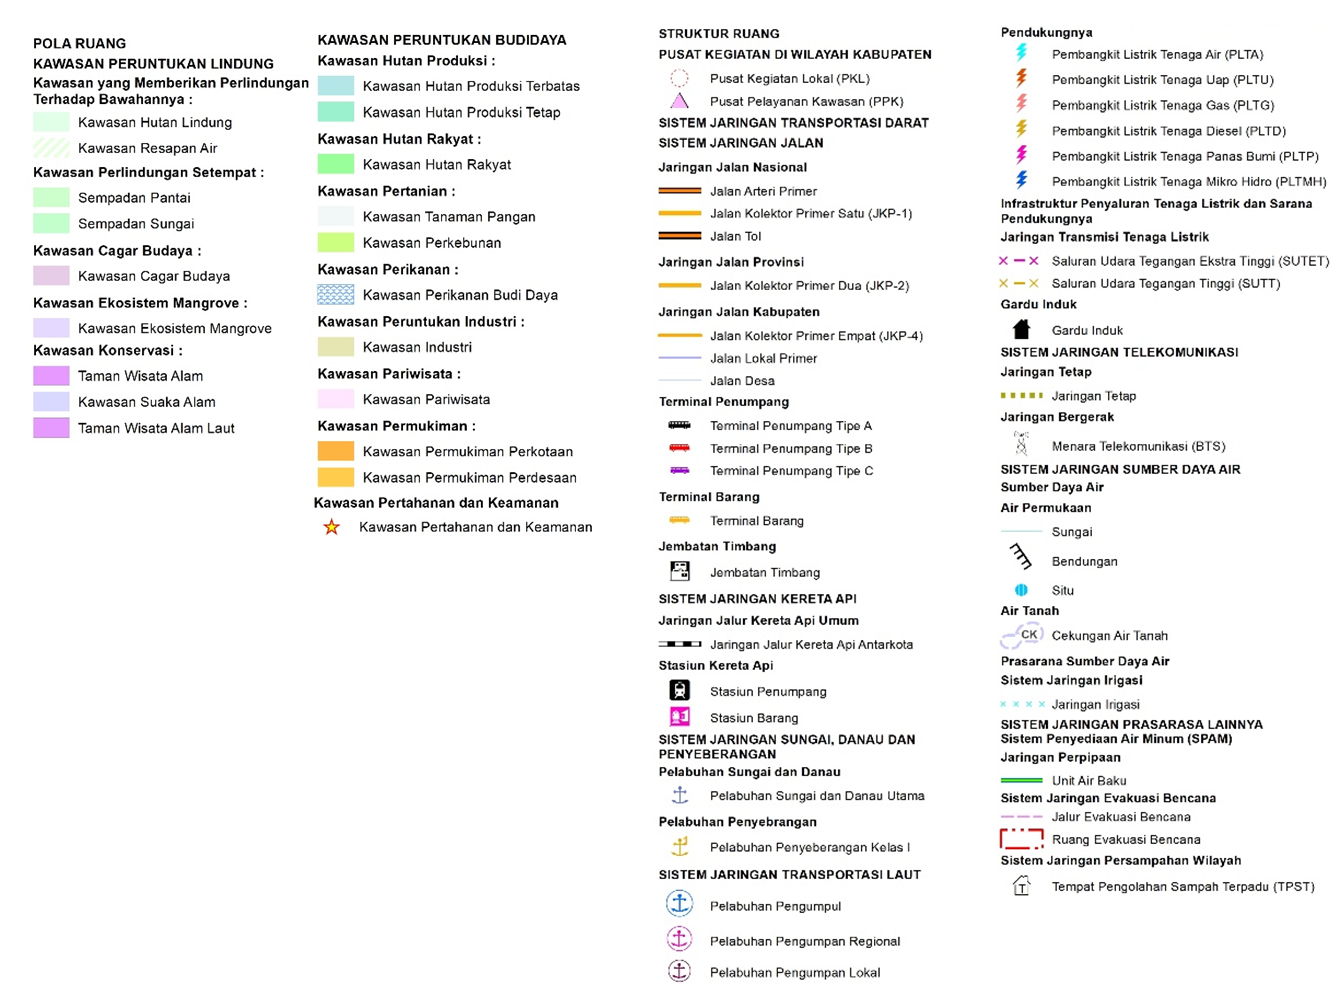 POLA RUANG
KAWASAN PERUNTUKAN LINDUNG
Kawasan yang Memberikan Perlindungan
Terhadap Bawahannya :
Kawasan Hutan Lindung
Kawasan Resapan Air
Kawasan Perlindungan Setempat :
Sempadan Pantai
Sempadan Sungai
Kawasan Cagar Budaya :
Kawasan Cagar Budaya
Kawasan Ekosistem Mangrove :
Kawasan Ekosistem Mangrove
Kawasan Konservasi :
Taman Wisata Alam
Kawasan Suaka Alam
Taman Wisata Alam Laut
KAWASAN PERUNTUKAN BUDIDAYA
Kawasan Hutan Produksi :
Kawasan Hutan Produksi Terbatas
Kawasan Hutan Produksi Tetap
Kawasan Hutan Rakyat :
Kawasan Hutan Rakyat
Kawasan Pertanian :
Kawasan Tanaman Pangan
Kawasan Perkebunan
Kawasan Perikanan :
Kawasan Perikanan Budi Daya
Kawasan Peruntukan Industri :
Kawasan Industri
Kawasan Pariwisata :
Kawasan Pariwisata
Kawasan Permukiman :
Kawasan Permukiman Perkotaan
Kawasan Permukiman Perdesaan
Kawasan Pertahanan dan Keamanan
Kawasan Pertahanan dan Keamanan
STRUKTUR RUANG
PUSAT KEGIATAN DI WILAYAH KABUPATEN
Pusat Kegiatan Lokal (PKL)
Pusat Pelayanan Kawasan (PPK)
SISTEM JARINGAN TRANSPORTASI DARAT
SISTEM JARINGAN JALAN
Jaringan Jalan Nasional
Jalan Arteri Primer
Jalan Kolektor Primer Satu (JKP-1)
Jalan Tol
Jaringan Jalan Provinsi
Jalan Kolektor Primer Dua (JKP-2)
Jaringan Jalan Kabupaten
Jalan Kolektor Primer Empat (JKP-4)
Jalan Lokal Primer
Jalan Desa
Terminal Penumpang
Terminal Penumpang Tipe A
Terminal Penumpang Tipe B
Terminal Penumpang Tipe C
Terminal Barang
Terminal Barang
Jembatan Timbang
Jembatan Timbang
SISTEM JARINGAN KERETA API
Jaringan Jalur Kereta Api Umum
Jaringan Jalur Kereta Api Antarkota
Stasiun Kereta Api
Stasiun Penumpang
Stasiun Barang
SISTEM JARINGAN SUNGAI, DANAU DAN
PENYEBERANGAN
Pelabuhan Sungai dan Danau
Pelabuhan Sungai dan Danau Utama
Pelabuhan Penyebrangan
Pelabuhan Penyeberangan Kelas I
SISTEM JARINGAN TRANSPORTASI LAUT
Pelabuhan Pengumpul
Pelabuhan Pengumpan Regional
Pelabuhan Pengumpan Lokal
Pendukungnya
Pembangkit Listrik Tenaga Air (PLTA)
Pembangkit Listrik Tenaga Uap (PLTU)
Pembangkit Listrik Tenaga Gas (PLTG)
Pembangkit Listrik Tenaga Diesel (PLTD)
Pembangkit Listrik Tenaga Panas Bumi (PLTP)
Pembangkit Listrik Tenaga Mikro Hidro (PLTMH)
Infrastruktur Penyaluran Tenaga Listrik dan Sarana
Pendukungnya
Jaringan Transmisi Tenaga Listrik
Saluran Udara Tegangan Ekstra Tinggi (SUTET)
Saluran Udara Tegangan Tinggi (SUTT)
Gardu Induk
Gardu Induk
SISTEM JARINGAN TELEKOMUNIKASI
Jaringan Tetap
Jaringan Tetap
Jaringan Bergerak
Menara Telekomunikasi (BTS)
SISTEM JARINGAN SUMBER DAYA AIR
Sumber Daya Air
Air Permukaan
Sungai
Bendungan
Situ
Air Tanah
CK Cekungan Air Tanah
Prasarana Sumber Daya Air
Sistem Jaringan Irigasi
Jaringan Irigasi
SISTEM JARINGAN PRASARASA LAINNYA
Sistem Penyediaan Air Minum (SPAM)
Jaringan Perpipaan
Unit Air Baku
Sistem Jaringan Evakuasi Bencana
Jalur Evakuasi Bencana
Ruang Evakuasi Bencana
Sistem Jaringan Persampahan Wilayah
T Tempat Pengolahan Sampah Terpadu (TPST)